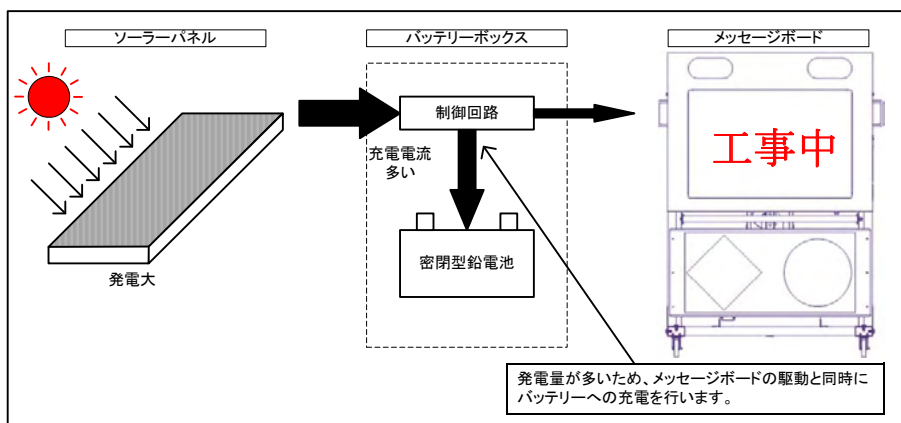 ソーラーパネル
バッテリーボックス
メッセージボード
制御回路
充電電流
多い
工事中
密閉型鉛電池
発電大
発電量が多いため、メッセージボードの駆動と同時に
バッテリーへの充電を行います。